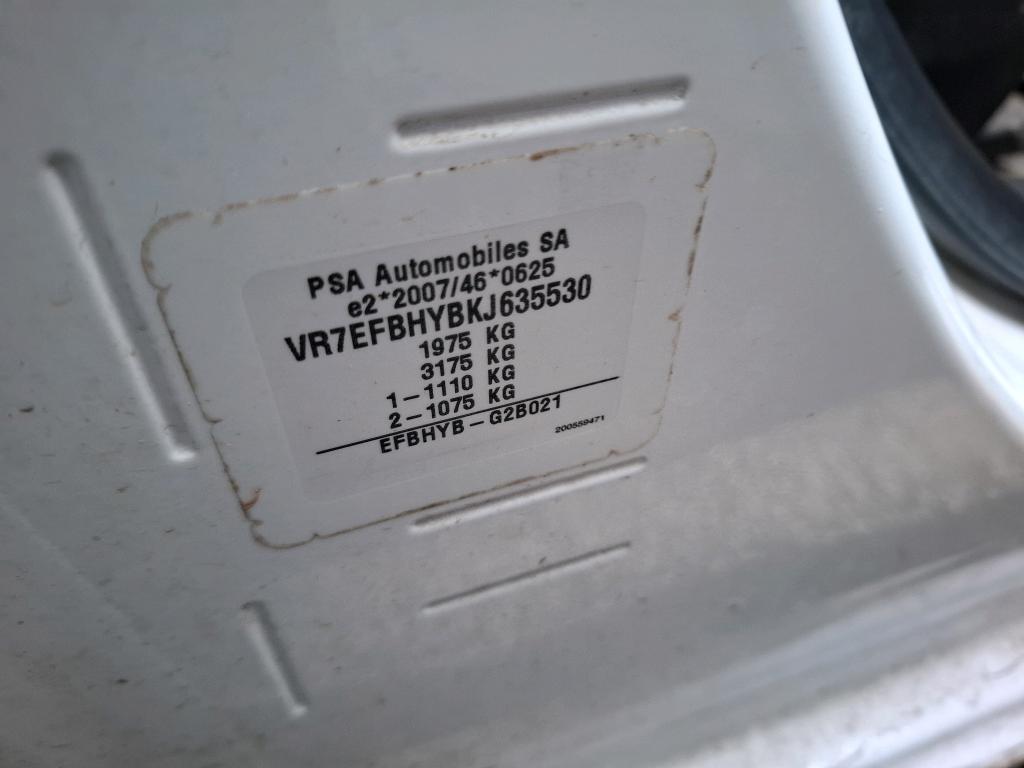 PSA Automobiles SA
e2*2007/46*0625
VR7EFBHYBKJ635530
1975 KG
3175 KG
1-1110 KG
2-1075 KG
EFBHYB-G2B021
200559471